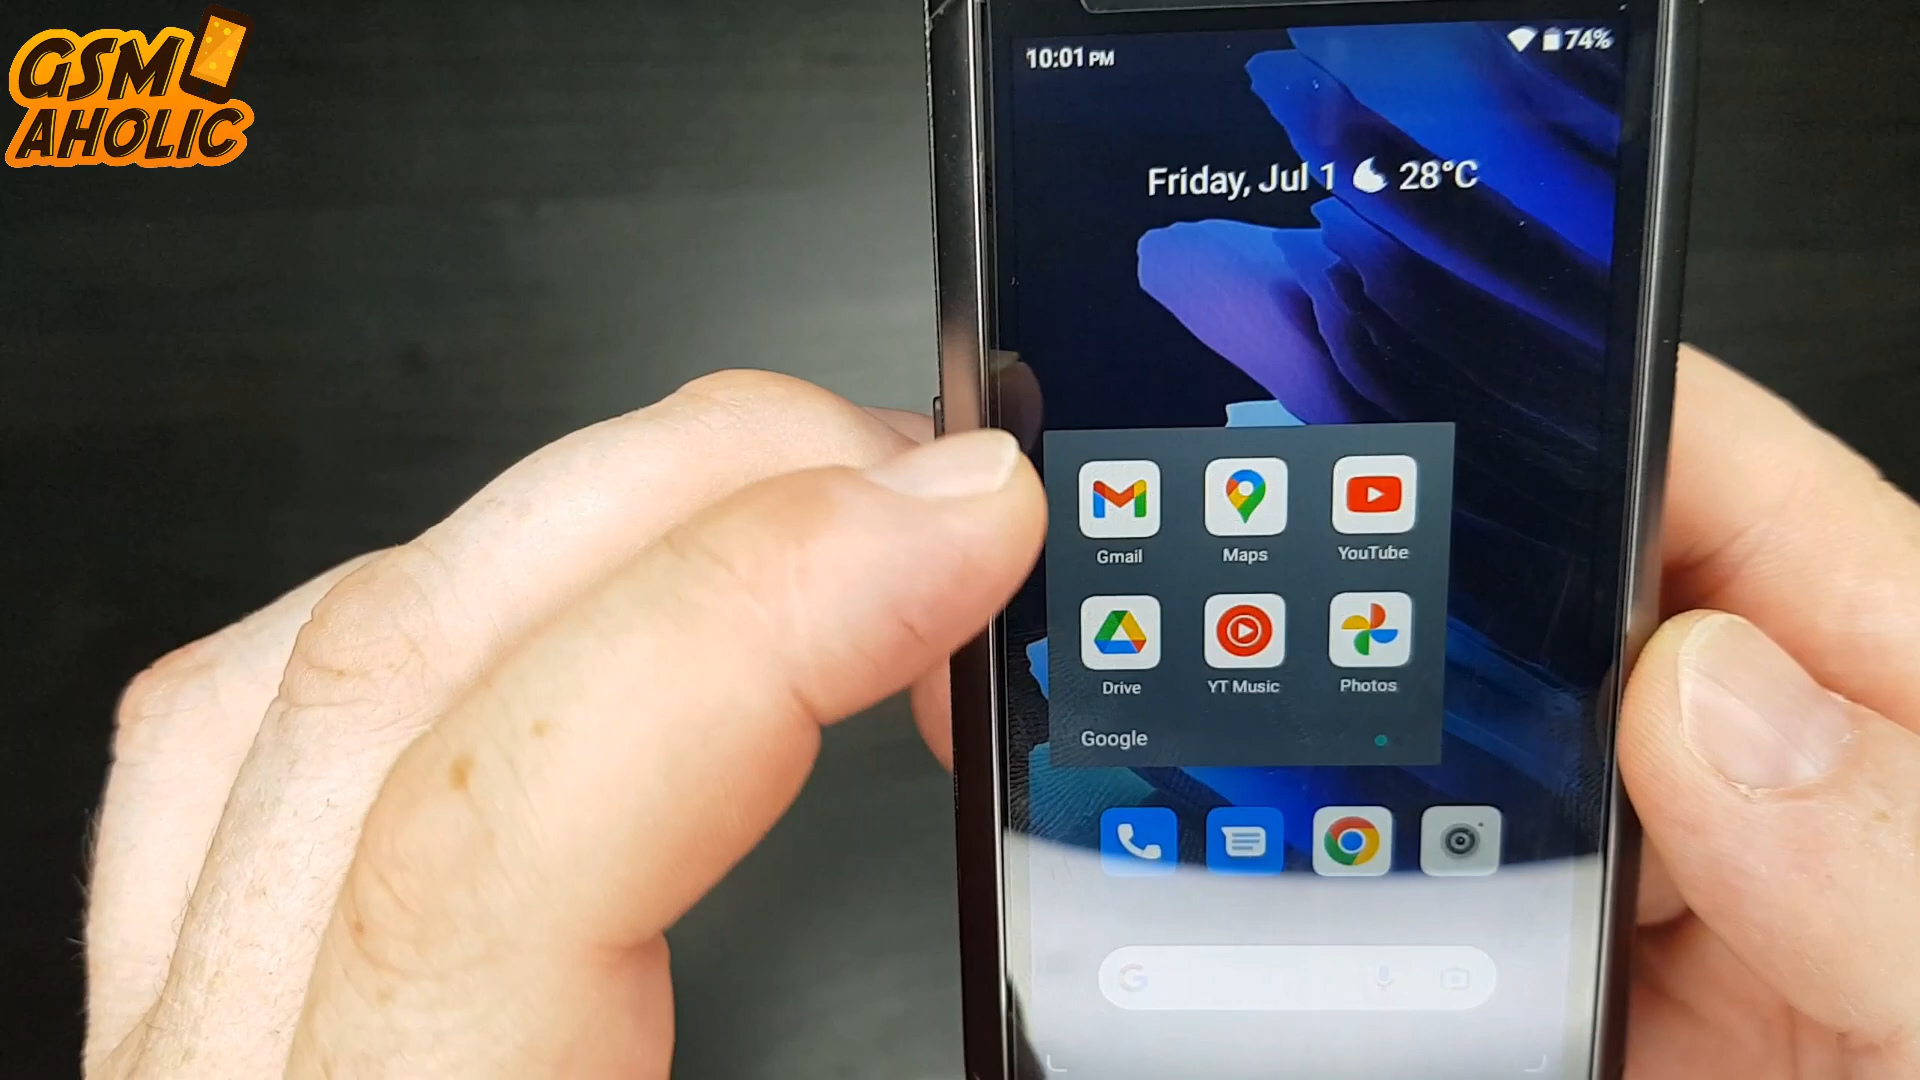 GSM
AHOLIC
10:01 PM
74%
Friday, Jul 1 28°C
Gmail Maps YouTube
Drive YT Music Photos
Google